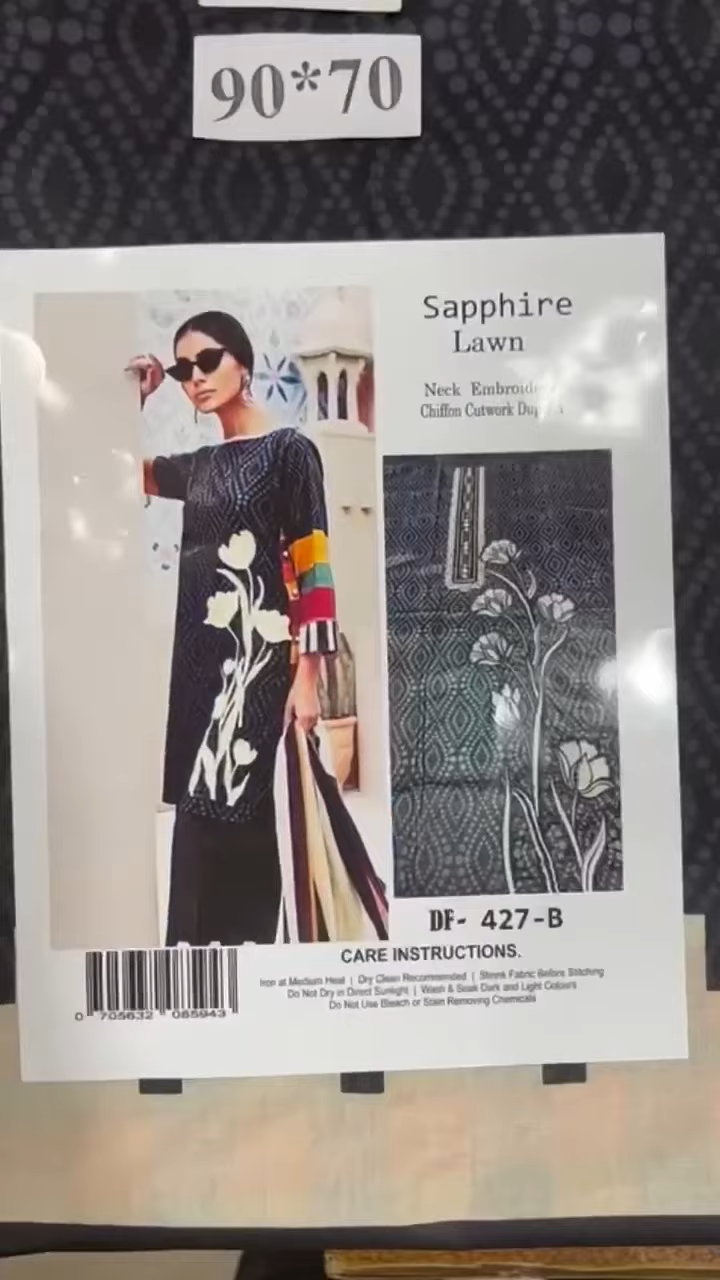 90*70
Sapphire
Lawn
Neck Embroide
Chiffon Cutwork Du
DF- 427-B
CARE INSTRUCTIONS.
Iron at Medium Heat | Dry Clean Recommended | Shrink Fabric Before Stitching
Do Not Dry in Direct Sunlight | Wash & Soak Dark and Light Colours
Do Not Use Bleach or Stain Removing Chemicals
0 705632 085943